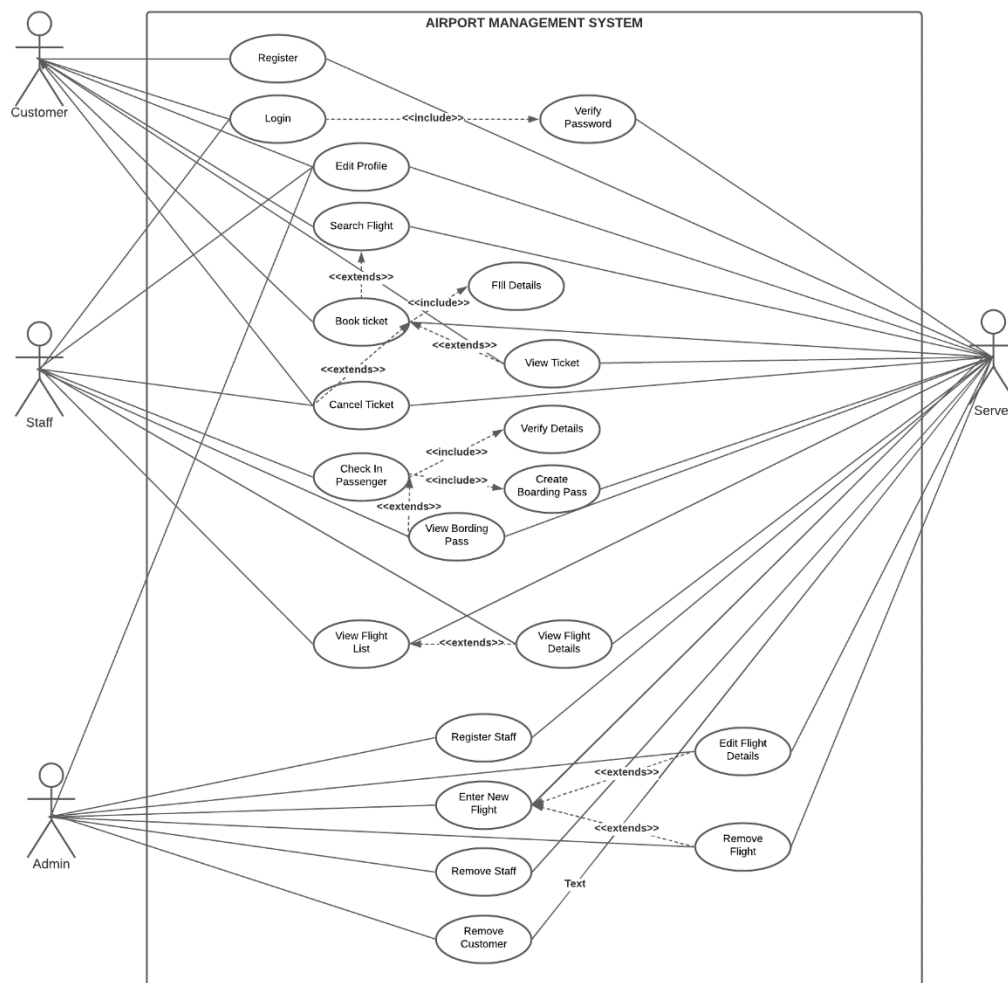 AIRPORT MANAGEMENT SYSTEM
Customer
Register
Login
<<include>>
Verify
Password
Edit Profile
Search Flight
<<extends>>
FIll Details
<<include>>
Book ticket
<<extends>>
View Ticket
<<extends>>
Cancel Ticket
Staff
Serve
Verify Details
<<include>>
Check In
Passenger
<<include>>
Create
Boarding Pass
<<extends>>
View Bording
Pass
View Flight
List
<<extends>>
View Flight
Details
Register Staff
Edit Flight
Details
<<extends>>
Enter New
Flight
<<extends>>
Remove
Flight
Admin
Remove Staff
Text
Remove
Customer